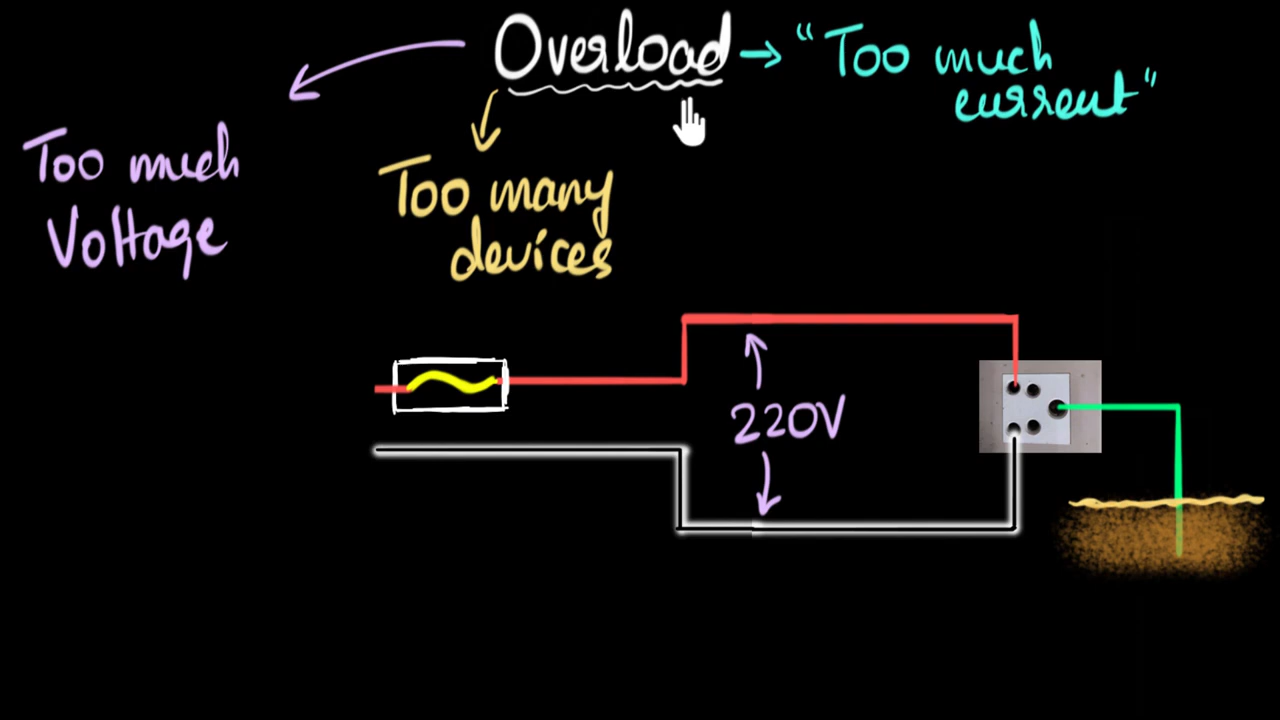 Overload → “Too much
current”
Too much
Voltage
Too many
devices
220V